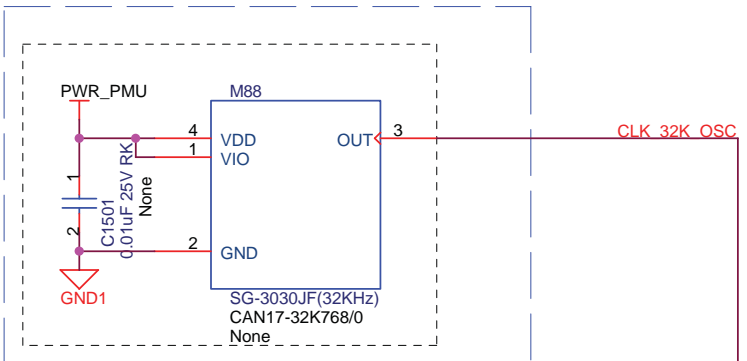 PWR_PMU
M88
4
VDD
1
VIO
OUT
3
CLK_32K_OSC
1
2
C1501
0.01uF 25V RK
None
2
GND
GND1
SG-3030JF(32KHz)
CAN17-32K768/0
None